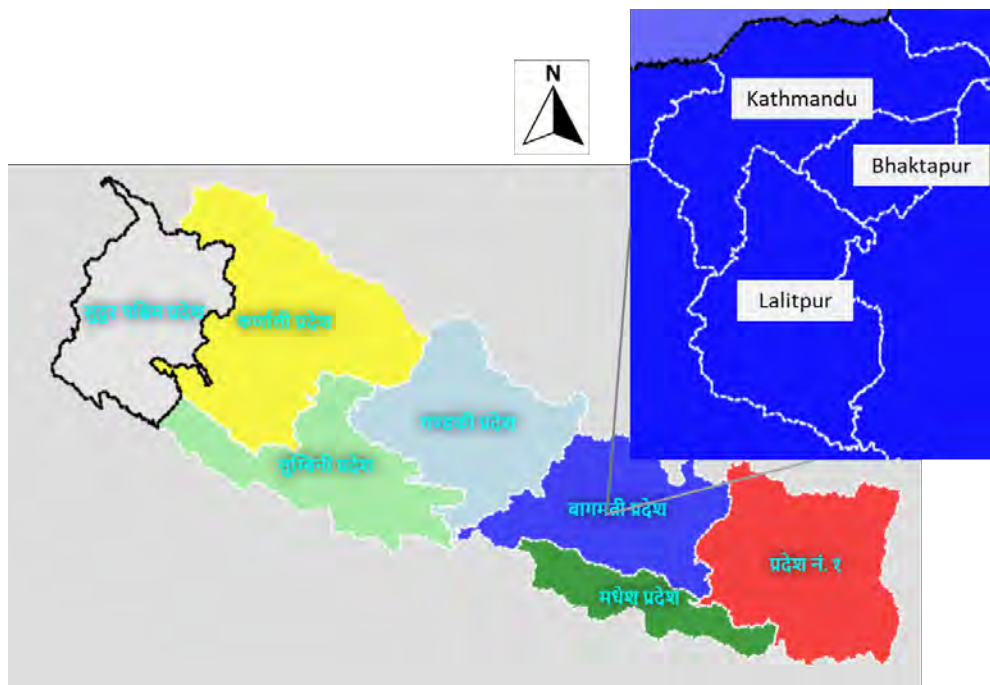 N
Kathmandu
Bhaktapur
Lalitpur
सुदुर पश्चिम प्रदेश
कर्णाली प्रदेश
गण्डकी प्रदेश
लुम्बिनी प्रदेश
बागमती प्रदेश
प्रदेश नं. १
मधेश प्रदेश